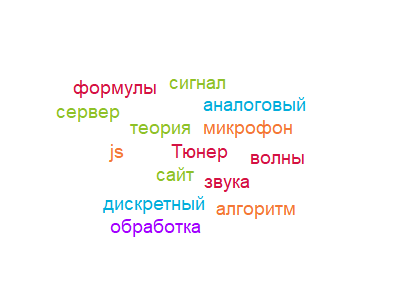 формулы сигнал
сервер аналоговый
теория микрофон
js Тюнер волны
сайт звука
дискретный алгоритм
обработка